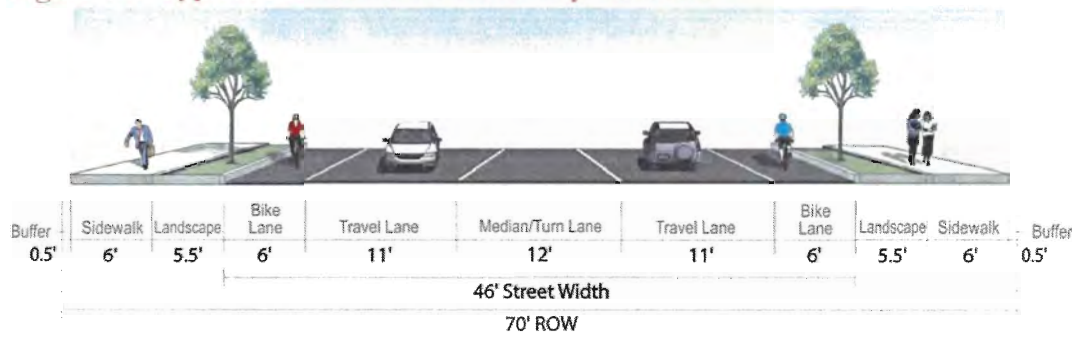 Bike Bike
Buffer Sidewalk Landscape Lane Travel Lane Median/Turn Lane Travel Lane Lane Landscape Sidewalk Buffer
0.5' 6' 5.5' 6' 11' 12' 11' 6' 5.5' 6' 0.5'
46' Street Width
70' ROW